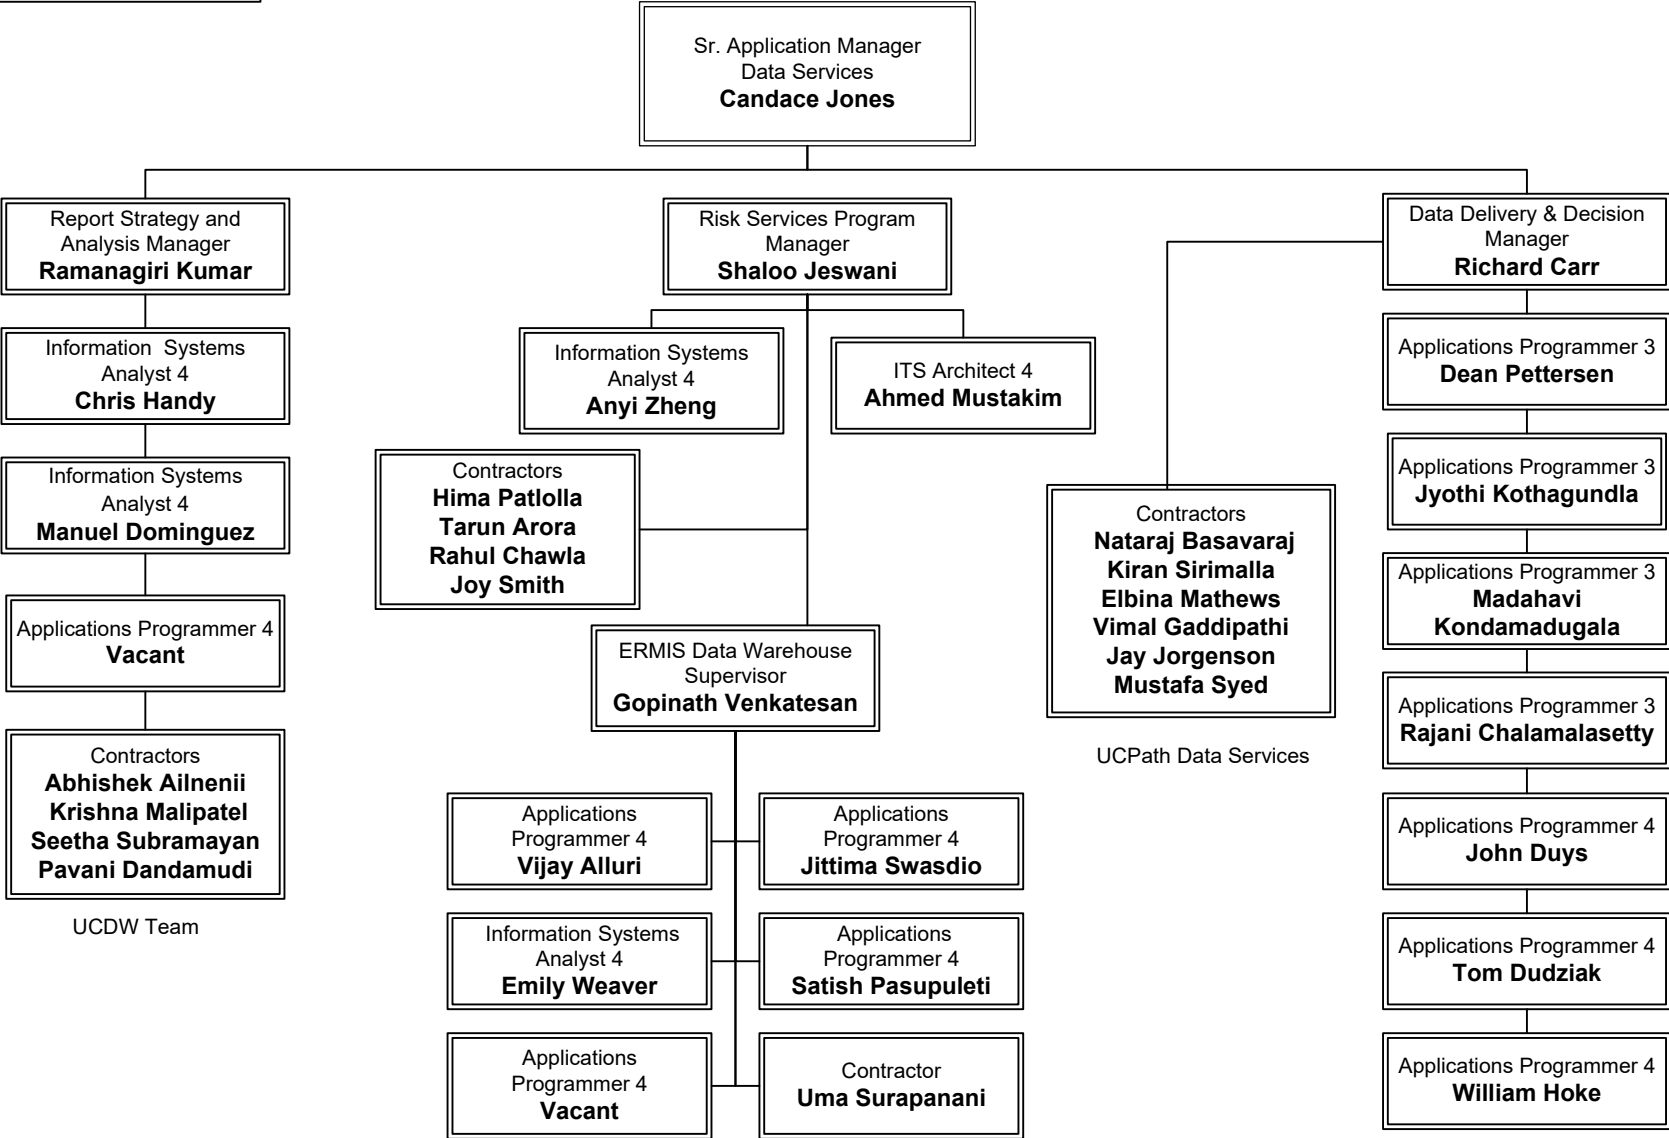 Sr. Application Manager
Data Services
Candace Jones
Report Strategy and
Analysis Manager
Ramanagiri Kumar
Risk Services Program
Manager
Shaloo Jeswani
Data Delivery & Decision
Manager
Richard Carr
Information Systems
Analyst 4
Chris Handy
Information Systems
Analyst 4
Anyi Zheng
ITS Architect 4
Ahmed Mustakim
Applications Programmer 3
Dean Pettersen
Information Systems
Analyst 4
Manuel Dominguez
Contractors
Hima Patlolla
Tarun Arora
Rahul Chawla
Joy Smith
Contractors
Nataraj Basavaraj
Kiran Sirimalla
Elbina Mathews
Vimal Gaddipathi
Jay Jorgenson
Mustafa Syed
UCPath Data Services
Applications Programmer 3
Jyothi Kothagundla
Applications Programmer 3
Madahavi
Kondamadugala
Applications Programmer 4
Vacant
ERMIS Data Warehouse
Supervisor
Gopinath Venkatesan
Applications Programmer 3
Rajani Chalamalasetty
Contractors
Abhishek Ailnenii
Krishna Malipatel
Seetha Subramayan
Pavani Dandamudi
UCDW Team
Applications
Programmer 4
Vijay Alluri
Applications
Programmer 4
Jittima Swasdio
Applications Programmer 4
John Duys
Information Systems
Analyst 4
Emily Weaver
Applications
Programmer 4
Satish Pasupuleti
Applications Programmer 4
Tom Dudziak
Applications
Programmer 4
Vacant
Contractor
Uma Surapanani
Applications Programmer 4
William Hoke